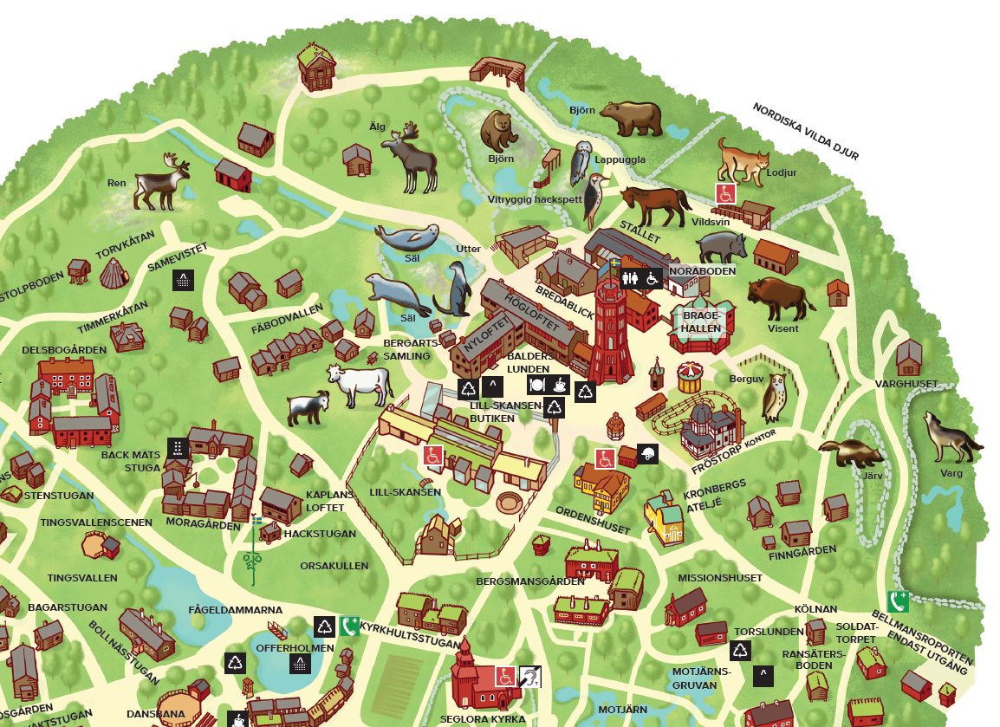 NORDISKA VILDA DJUR
Björn
Älg
Björn
Lappuggla
Lodjur
Ren
Vitryggig hackspett
Vildsvin
STALLET
TORVKÅTAN
SAMEVISTET
Säl
Utter
NORABODEN
STOLPBODEN
BREDABLICK
HÖGLOFTET
TIMMERKÅTAN
FÄBODVALLEN
Säl
NYLOFTET
BRAGE-
HALLEN
Visent
DELSBOGÅRDEN
BERGARTS-
SAMLING
BALDERS-
LUNDEN
Berguv
VARGHUSET
LILL-SKANSEN-
BUTIKEN
BACK MATS
STUGA
FRÖSTORP KONTOR
Järv
Varg
STENSTUGAN
KAPLANS-
LOFTET
LILL-SKANSEN
KRONBERGS
ATELJÉ
TINGSVALLENSCENEN
MORAGÅRDEN
HACKSTUGAN
ORDENSHUSET
FINNGÅRDEN
ORSAKULLEN
TINGSVALLEN
BERGSMANSGÅRDEN
MISSIONSHUSET
BAGARSTUGAN
FÅGELDAMMARNA
KÖLNAN
BOLLNÄSSTUGAN
KYRKHULTSSTUGAN
TORSLUNDEN
SOLDAT-
TORPET
BELLMANSROPORTEN
ENDAST UTGÅNG
OFFERHOLMEN
RANSÄTERS-
BODEN
MOTJÄRNS-
GRUVAN
MOTJÄRN
DANSBANA
SEGLORA KYRKA